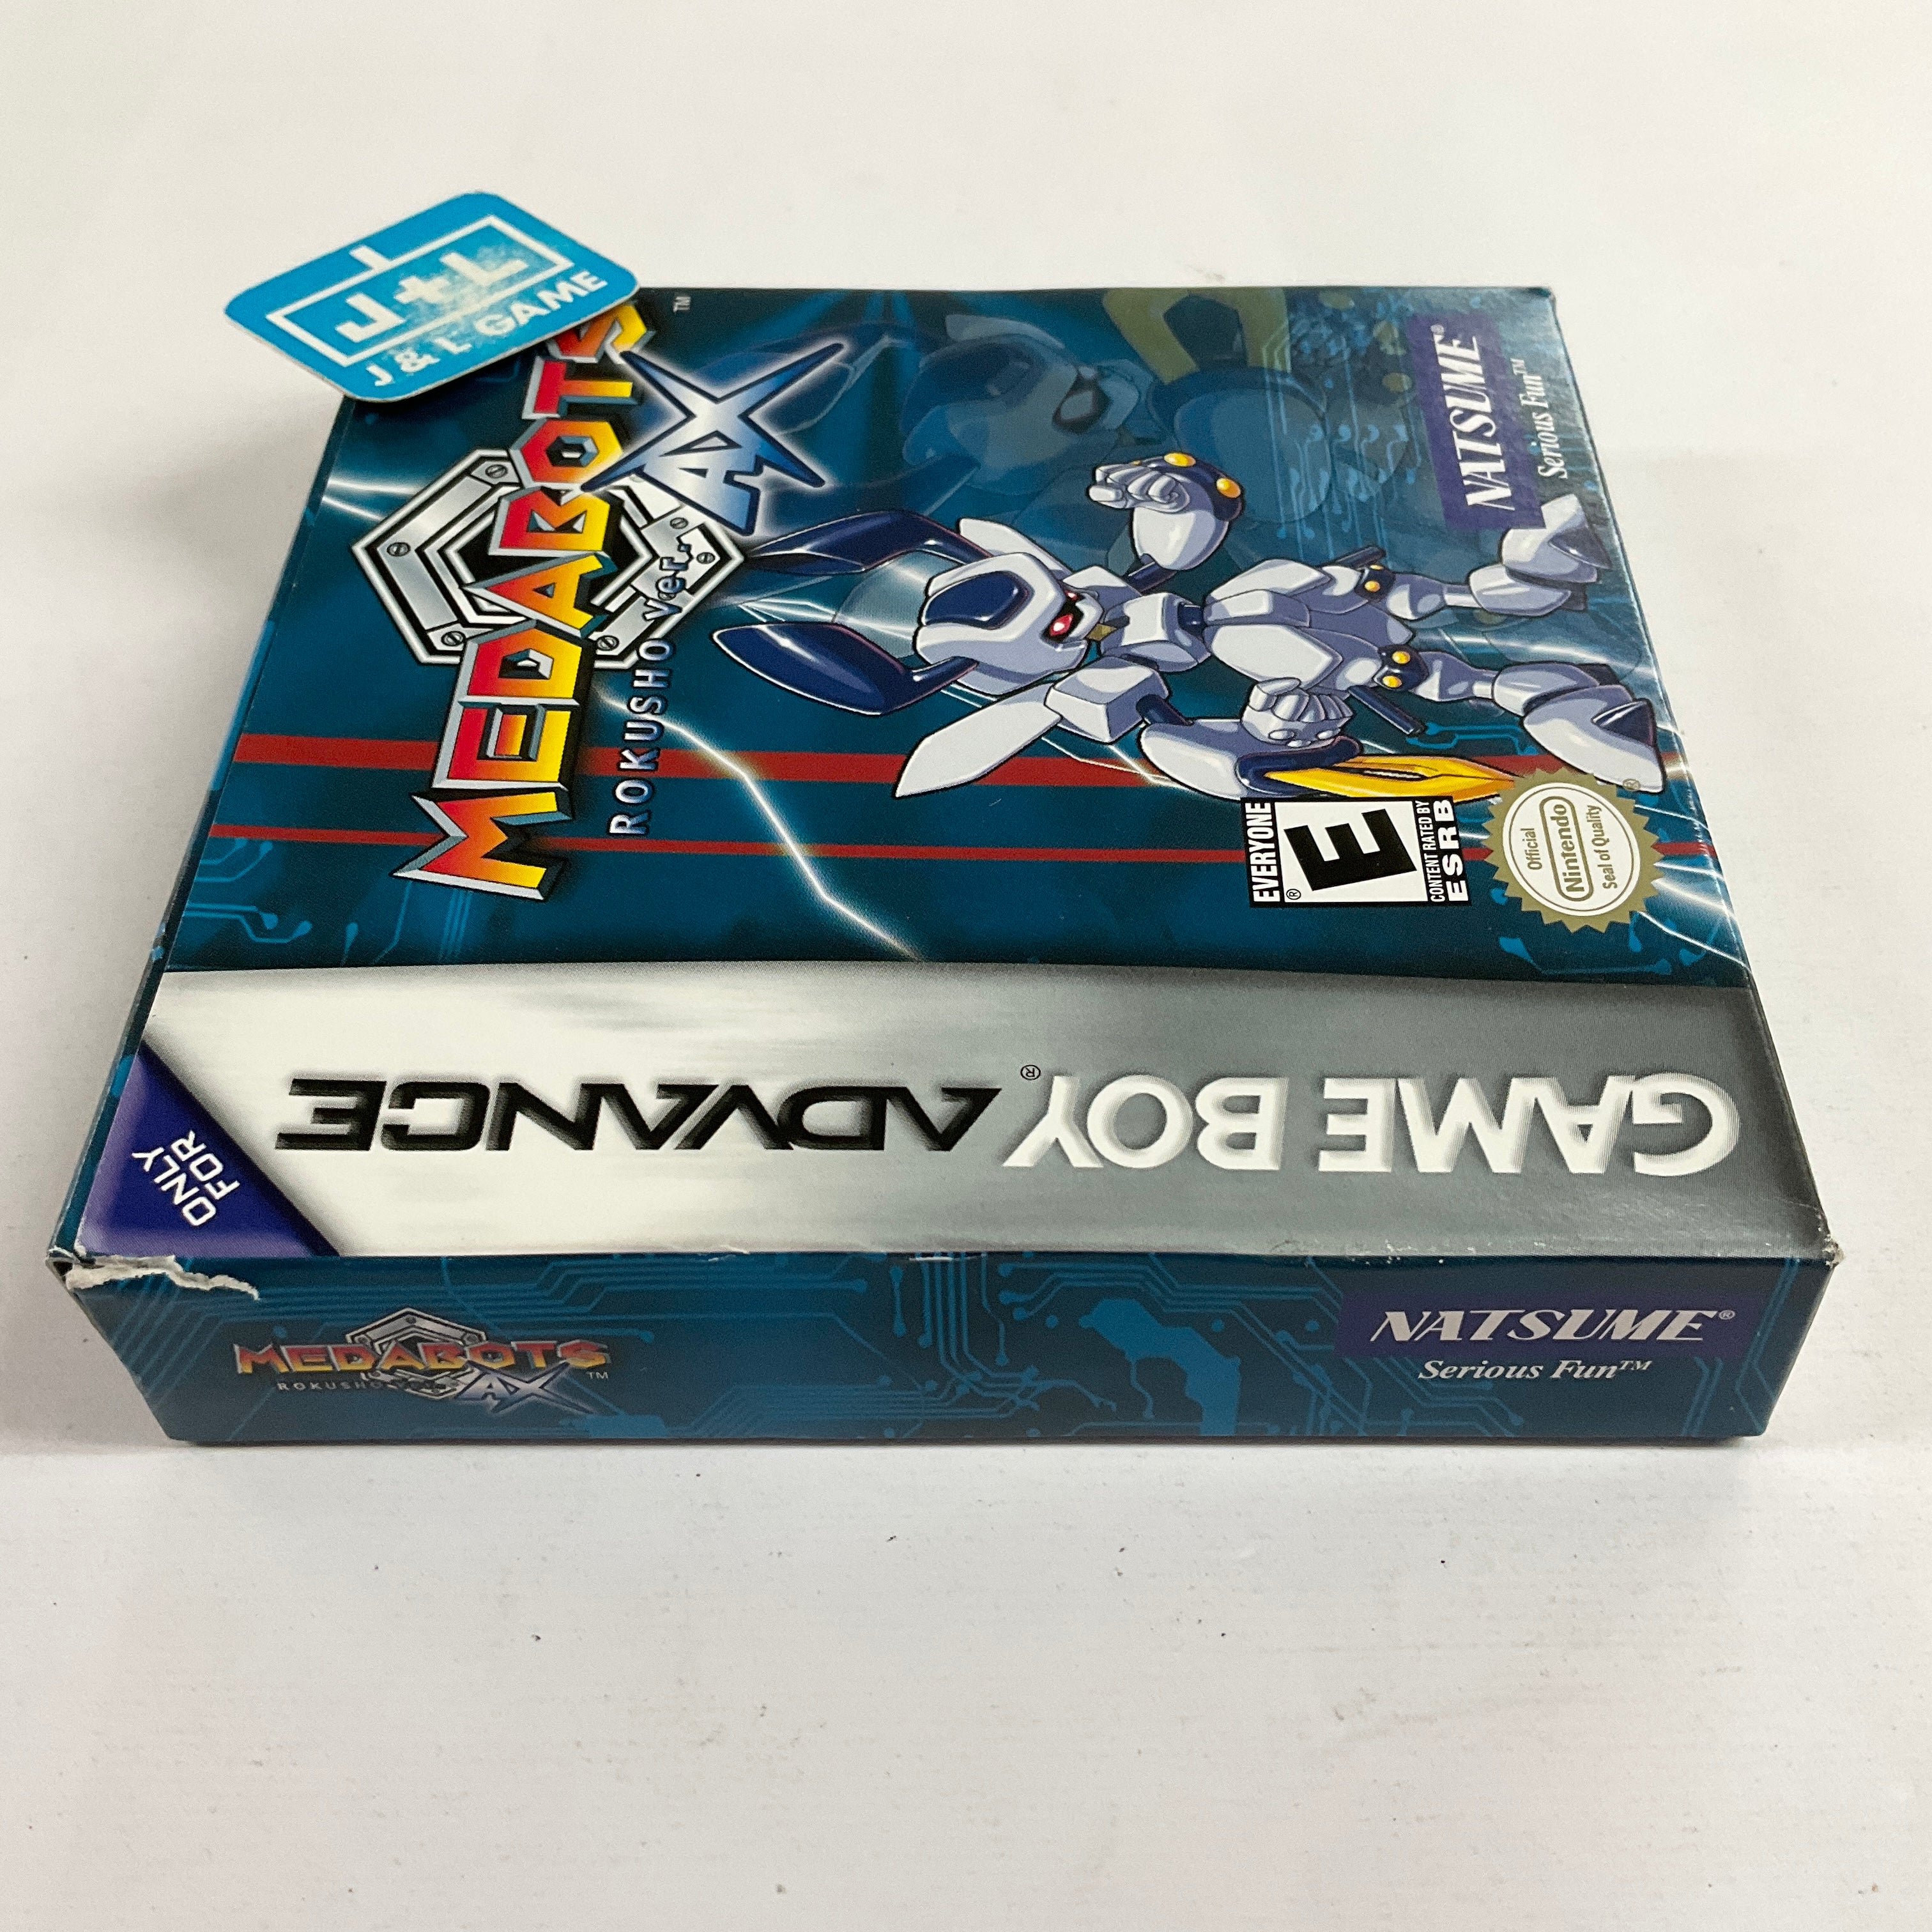 J+L
J & L GAME
MEDABOTS
TM
AX
ROKUSHO Ver.
NATSUME®
Serious Fun™
EVERYONE
E
®
CONTENT RATED BY
ESRB
Official
Nintendo
Seal of Quality
®
GAME BOY ADVANCE
®
ONLY
FOR
MEDABOTS
TM
ROKUSHO
AX
NATSUME®
Serious Fun™